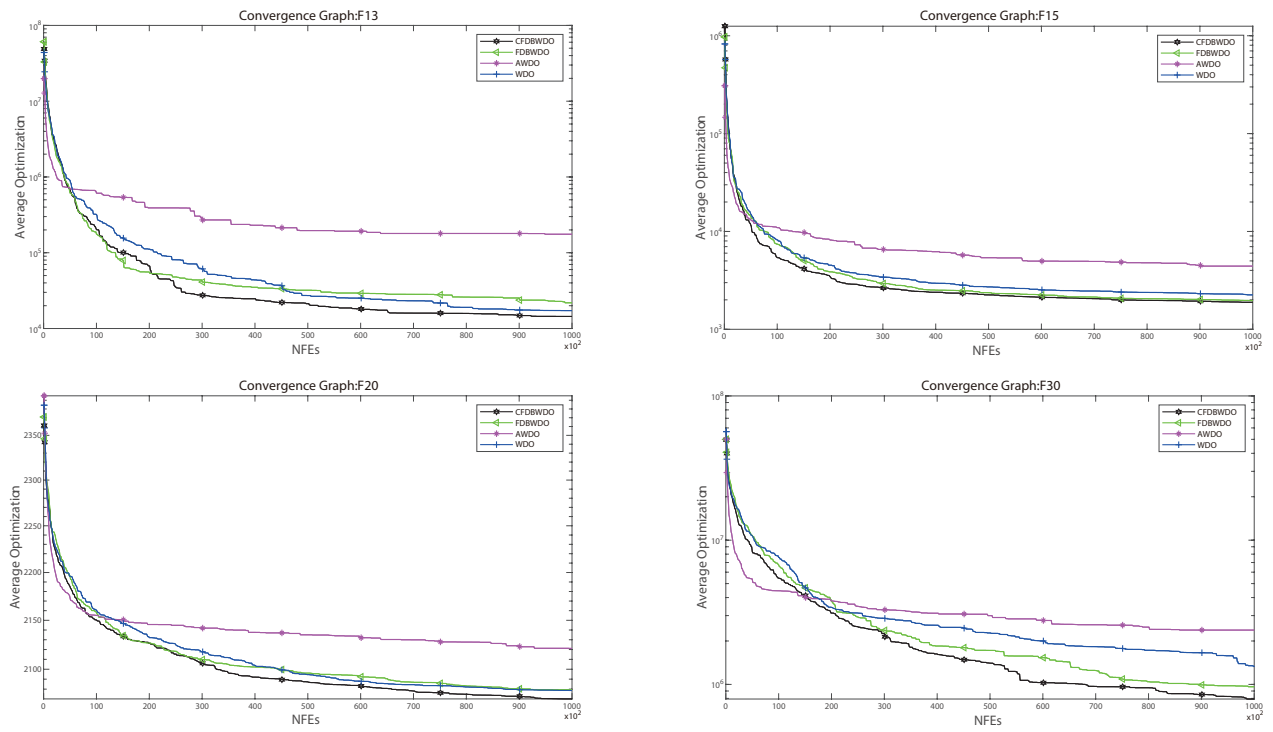 Convergence Graph:F13
10^8
10^7
10^6
10^5
10^4
Average Optimization
CFDBWDO
FDBWDO
AWDO
WDO
0 100 200 300 400 500 600 700 800 900 1000
x10^2
NFEs
Convergence Graph:F15
10^6
10^5
10^4
10^3
Average Optimization
CFDBWDO
FDBWDO
AWDO
WDO
0 100 200 300 400 500 600 700 800 900 1000
x10^2
NFEs
Convergence Graph:F20
2350
2300
2250
2200
2150
2100
Average Optimization
CFDBWDO
FDBWDO
AWDO
WDO
0 100 200 300 400 500 600 700 800 900 1000
x10^2
NFEs
Convergence Graph:F30
10^8
10^7
10^6
Average Optimization
CFDBWDO
FDBWDO
AWDO
WDO
0 100 200 300 400 500 600 700 800 900 1000
x10^2
NFEs